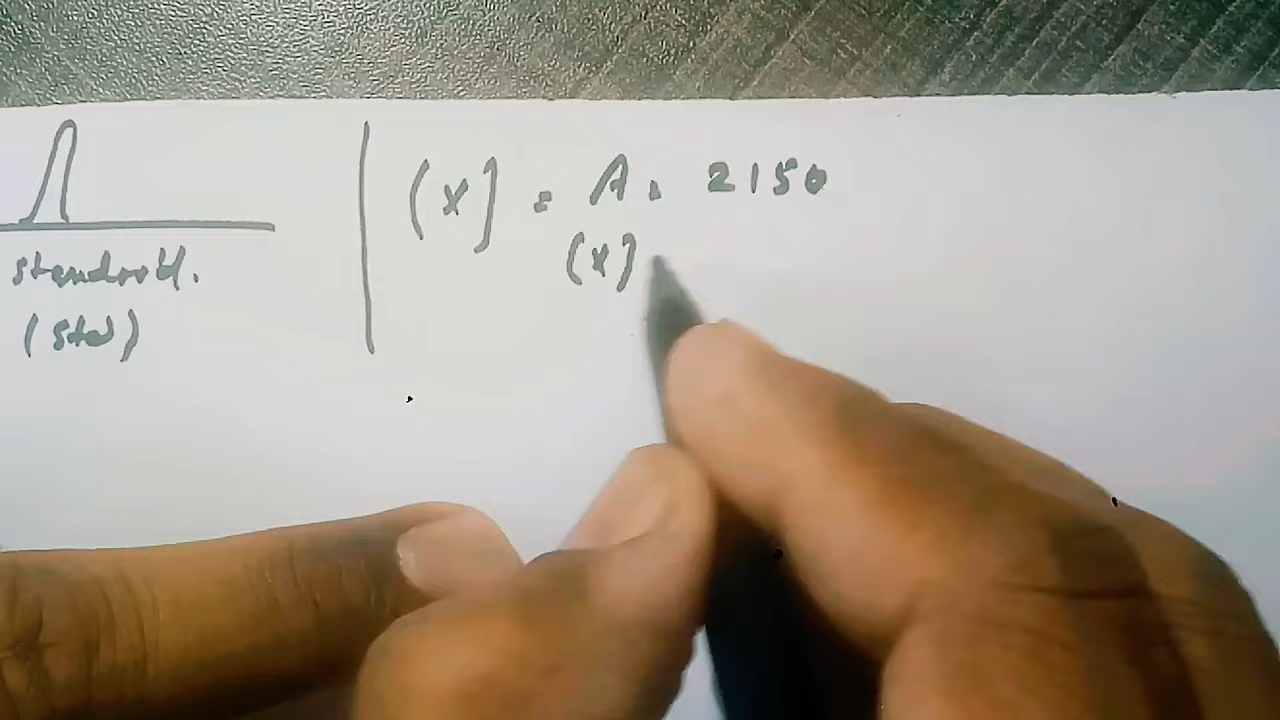 [x] = A = 2150
(x)
standard.
(Std)